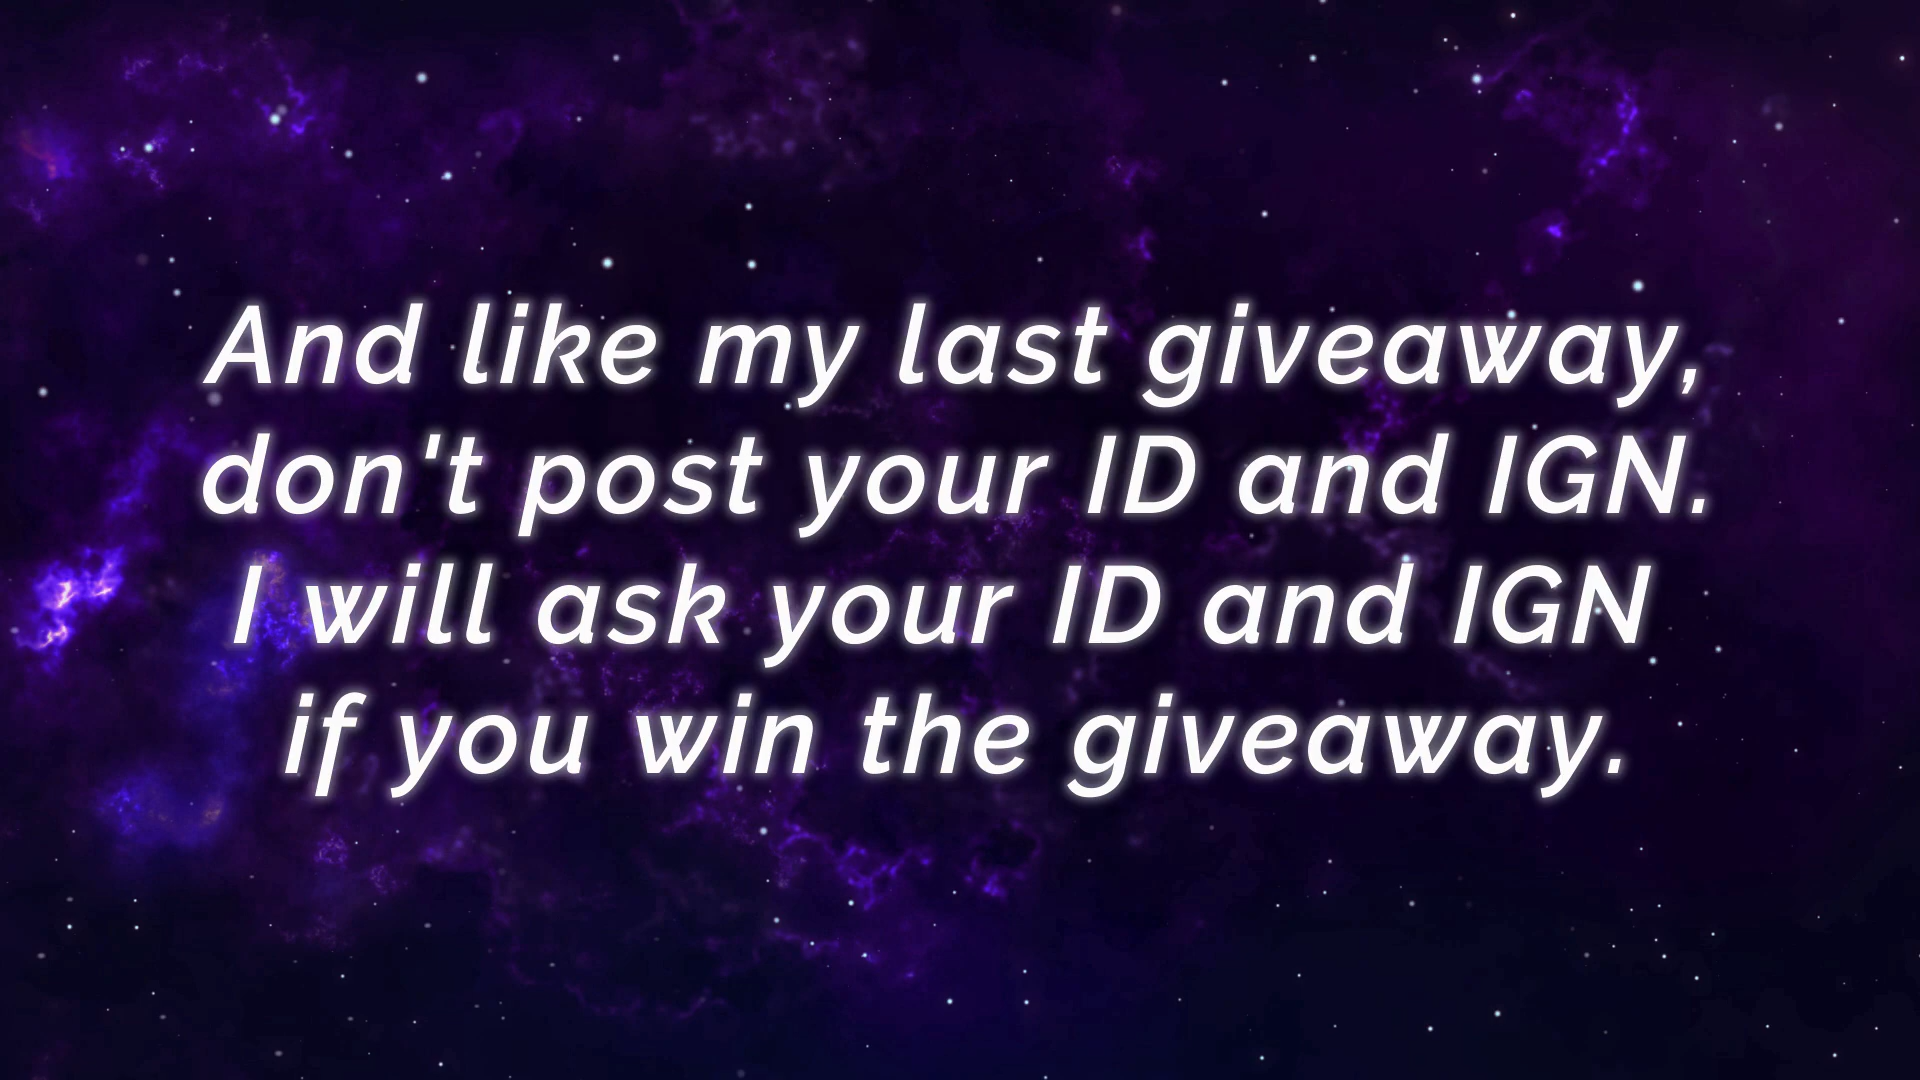 And like my last giveaway,
don't post your ID and IGN.
I will ask your ID and IGN
if you win the giveaway.